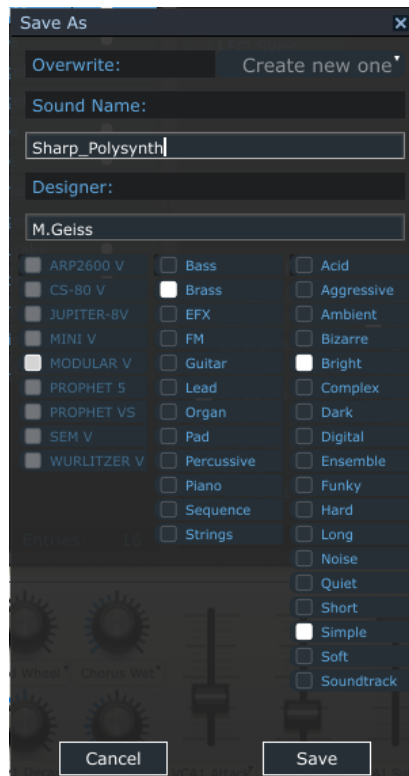 Save As
Overwrite: Create new one
Sound Name:
Sharp_Polysynth
Designer:
M.Geiss
ARP2600 V Bass Acid
CS-80 V Brass Aggressive
JUPITER-8V EFX Ambient
MINI V FM Bizarre
MODULAR V Guitar Bright
PROPHET 5 Lead Complex
PROPHET VS Organ Dark
SEM V Pad Digital
WURLITZER V Percussive Ensemble
Piano Funky
Sequence Hard
Entries: 16 Strings Long
Noise
Quiet
Short
Simple
Wheel Chorus Wet Soft
Soundtrack
Cancel Save